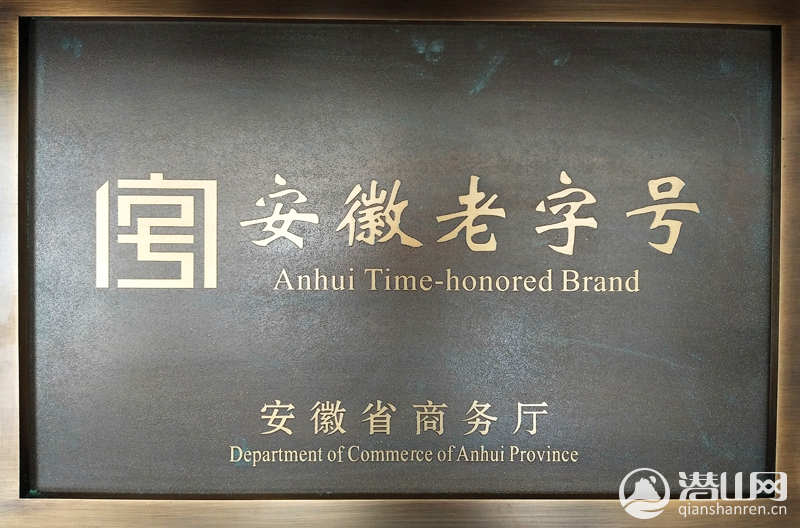 安徽老字号
Anhui Time-honored Brand
安徽省商务厅
Department of Commerce of Anhui Province
潜山网
qianshanren.cn